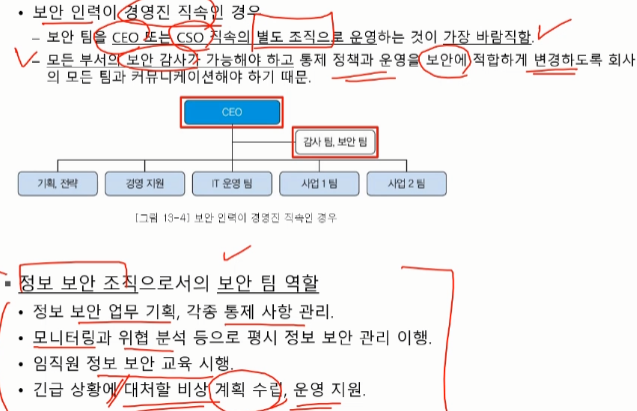 • 보안 인력이 경영진 직속인 경우
– 보안 팀을 CEO 또는 CSO 직속의 별도 조직으로 운영하는 것이 가장 바람직함.
– 모든 부서의 보안 감사가 가능해야 하고 통제 정책과 운영을 보안에 적합하게 변경하도록 회사
의 모든 팀과 커뮤니케이션해야 하기 때문.
CEO
감사 팀, 보안 팀
기획, 전략
경영 지원
IT 운영 팀
사업 1 팀
사업 2 팀
[그림 13-4] 보안 인력이 경영진 직속인 경우
▪ 정보 보안 조직으로서의 보안 팀 역할
• 정보 보안 업무 기획, 각종 통제 사항 관리.
• 모니터링과 위협 분석 등으로 평시 정보 보안 관리 이행.
• 임직원 정보 보안 교육 시행.
• 긴급 상황에 대처할 비상 계획 수립, 운영 지원.